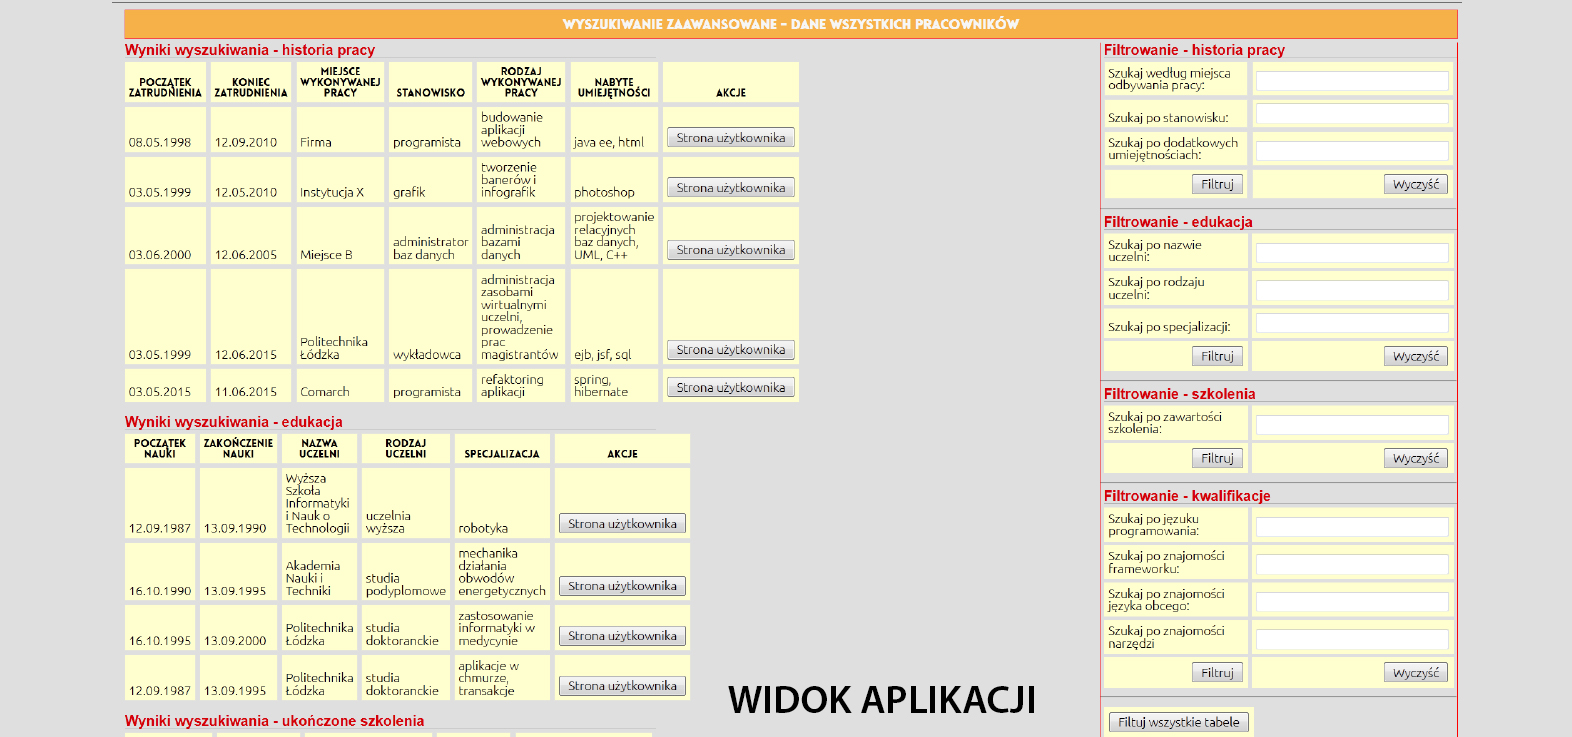 WYSZUKIWANIE ZAAWANSOWANE - DANE WSZYSTKICH PRACOWNIKÓW
Wyniki wyszukiwania - historia pracy
POCZĄTEK ZATRUDNIENIA KONIEC ZATRUDNIENIA MIEJSCE WYKONYWANEJ PRACY STANOWISKO RODZAJ WYKONYWANEJ PRACY NABYTE UMIEJĘTNOŚCI AKCJE
08.05.1998 12.09.2010 Firma programista budowanie aplikacji webowych java ee, html Strona użytkownika
03.05.1999 12.05.2010 Instytucja X grafik tworzenie banerów i infografik photoshop Strona użytkownika
03.06.2000 12.06.2005 Miejsce B administrator baz danych administracja bazami danych projektowanie relacyjnych baz danych, UML, C++ Strona użytkownika
03.05.1999 12.06.2015 Politechnika Łódzka wykładowca administracja zasobami wirtualnymi uczelni, prowadzenie prac magistrantów ejb, jsf, sql Strona użytkownika
03.05.2015 11.06.2015 Comarch programista refaktoring aplikacji spring, hibernate Strona użytkownika
Wyniki wyszukiwania - edukacja
POCZĄTEK NAUKI ZAKOŃCZENIE NAUKI NAZWA UCZELNI RODZAJ UCZELNI SPECJALIZACJA AKCJE
12.09.1987 13.09.1990 Wyższa Szkoła Informatyki i Nauk o Technologii uczelnia wyższa robotyka Strona użytkownika
16.10.1990 13.09.1995 Akademia Nauki i Techniki studia podyplomowe mechanika działania obwodów energetycznych Strona użytkownika
16.10.1995 13.09.2000 Politechnika Łódzka studia doktoranckie zastosowanie informatyki w medycynie Strona użytkownika
12.09.1987 13.09.1995 Politechnika Łódzka studia doktoranckie aplikacje w chmurze, transakcje Strona użytkownika
Wyniki wyszukiwania - ukończone szkolenia
WIDOK APLIKACJI
Filtrowanie - historia pracy
Szukaj według miejsca
odbywania pracy:
Szukaj po stanowisku:
Szukaj po dodatkowych
umiejętnościach:
Filtruj Wyczyść
Filtrowanie - edukacja
Szukaj po nazwie
uczelni:
Szukaj po rodzaju
uczelni:
Szukaj po specjalizacji:
Filtruj Wyczyść
Filtrowanie - szkolenia
Szukaj po zawartości
szkolenia:
Filtruj Wyczyść
Filtrowanie - kwalifikacje
Szukaj po języku
programowania:
Szukaj po znajomości
frameworku:
Szukaj po znajomości
języka obcego:
Szukaj po znajomości
narzędzi
Filtruj Wyczyść
Filtuj wszystkie tabele